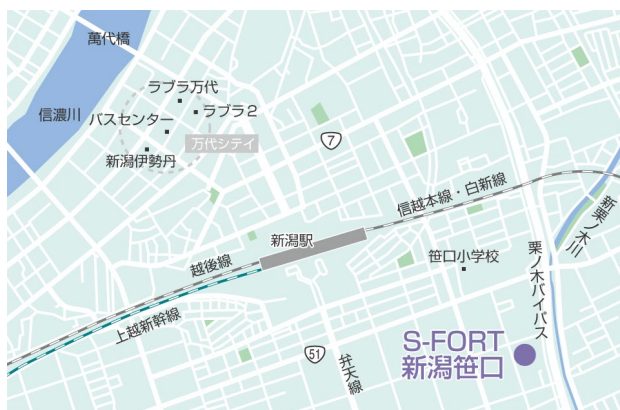 萬代橋
ラブラ万代
ラブラ2
信濃川
バスセンター
万代シテイ
新潟伊勢丹
7
信越本線・白新線
新栗ノ木川
新潟駅
笹口小学校
越後線
栗ノ木バイパス
上越新幹線
51
弁天線
S-FORT
新潟笹口